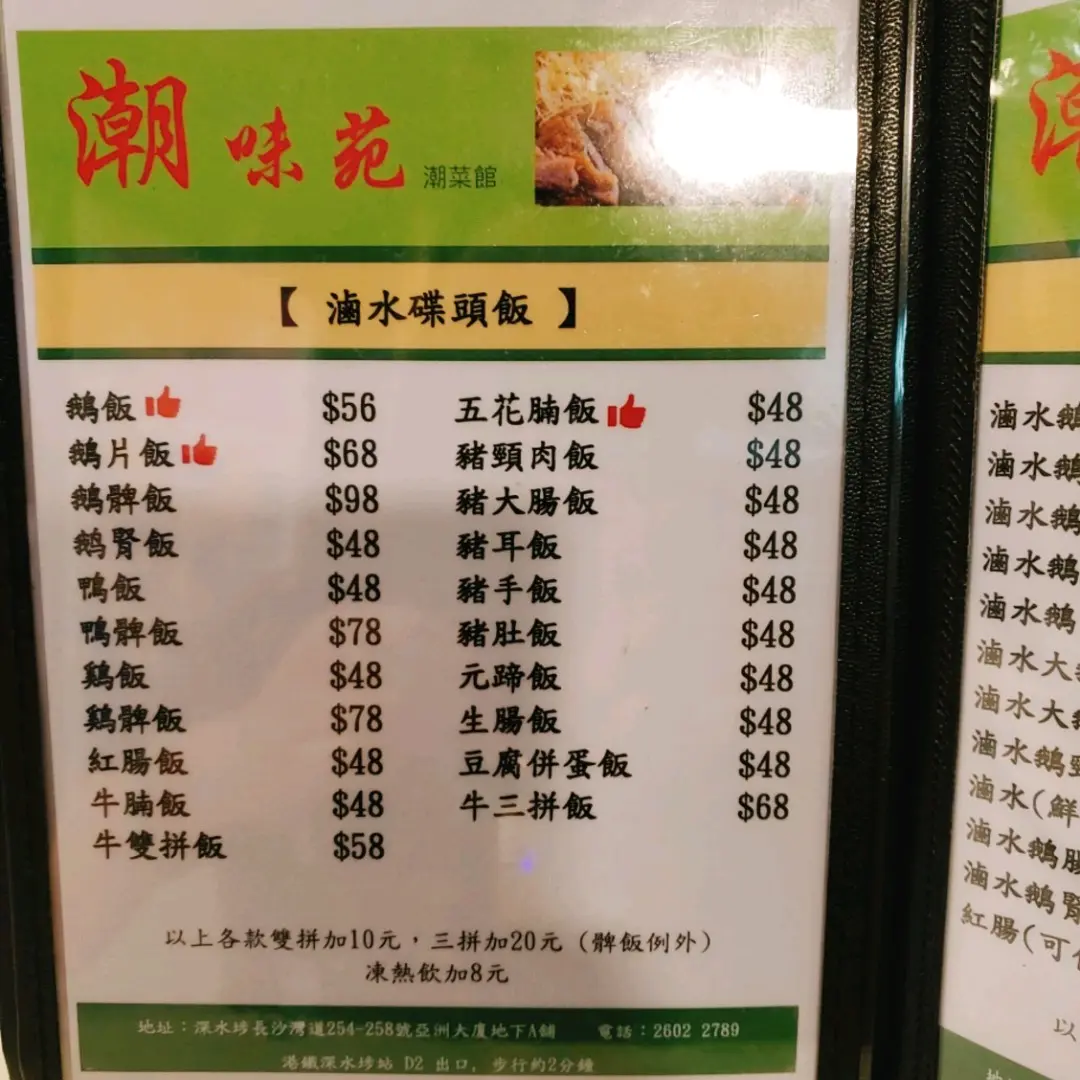 潮味苑 潮菜館
【 滷水碟頭飯 】
鵝飯 $56 五花腩飯 $48
鵝片飯 $68 豬頸肉飯 $48
鵝髀飯 $98 豬大腸飯 $48
鹅腎飯 $48 豬耳飯 $48
鴨飯 $48 豬手飯 $48
鴨髀飯 $78 豬肚飯 $48
鷄飯 $48 元蹄飯 $48
鷄髀飯 $78 生腸飯 $48
紅腸飯 $48 豆腐併蛋飯 $48
牛腩飯 $48 牛三拼飯 $68
牛雙拼飯 $58
以上各款雙拼加10元，三拼加20元（髀飯例外）
凍熱飲加8元
地址：深水埗長沙灣道254-258號亞洲大廈地下A舖 電話：2602 2789
港鐵深水埗站 D2 出口, 步行約2分鐘
滷水鵝
滷水鵝
滷水鵝
滷水鵝
滷水鵝
滷水大
滷水大
滷水鵝
滷水(鮮
滷水鵝腸
滷水鵝腎
紅腸(可
以